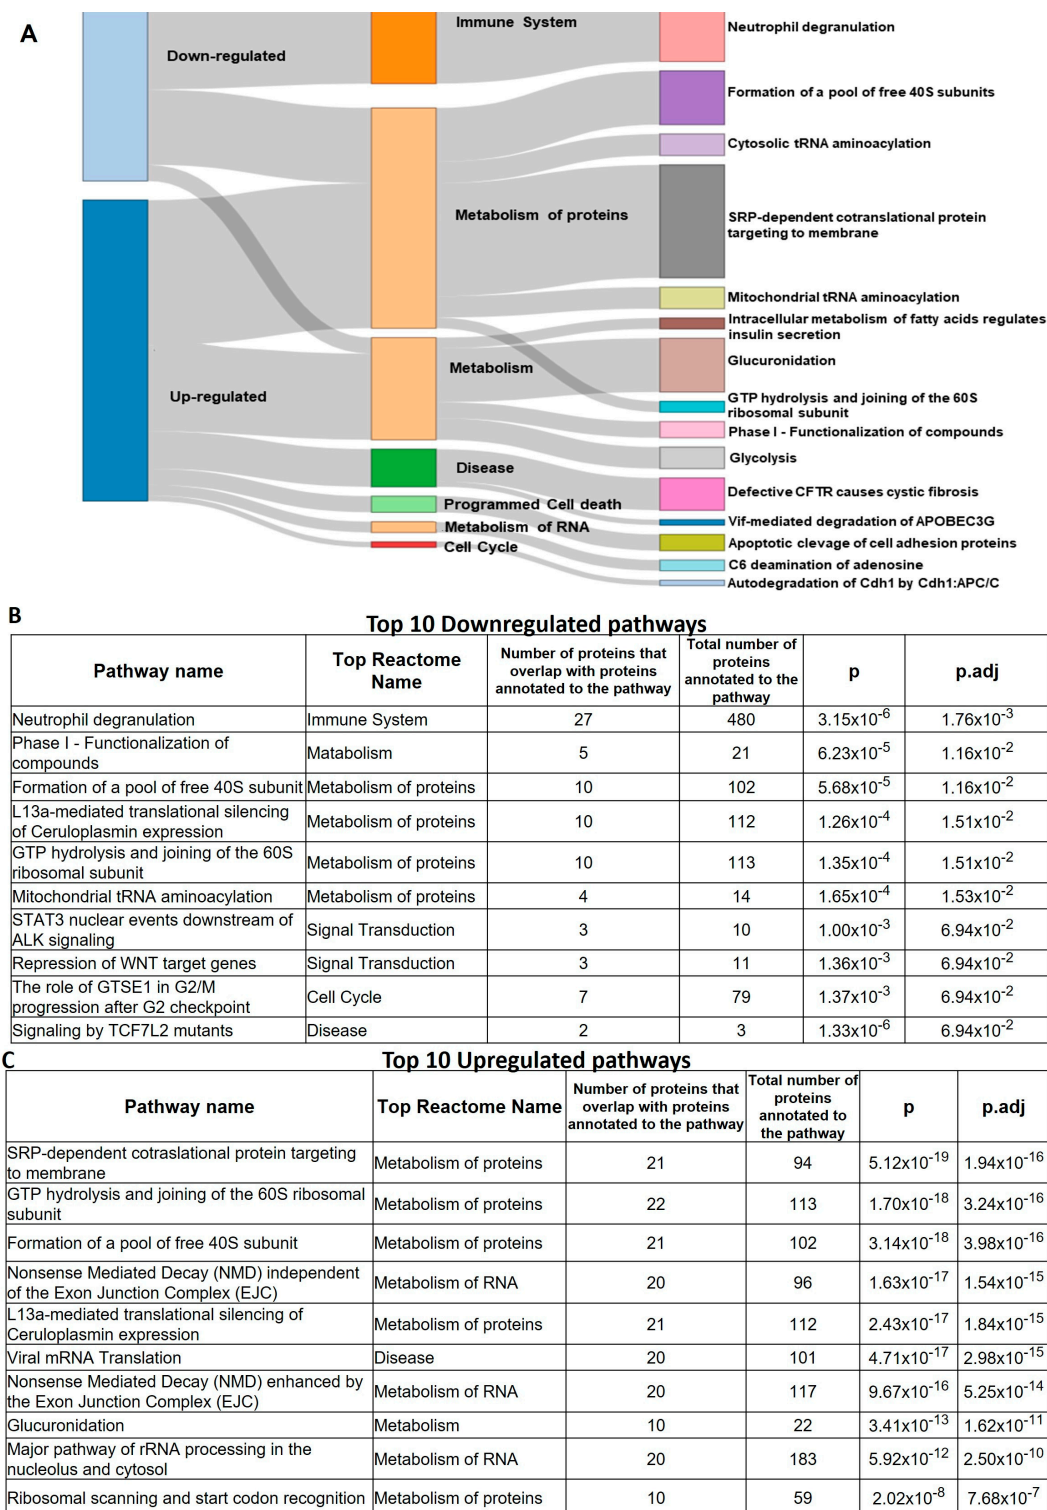 A
Down-regulated
Up-regulated
Immune System
Metabolism of proteins
Metabolism
Disease
Programmed Cell death
Metabolism of RNA
Cell Cycle
Neutrophil degranulation
Formation of a pool of free 40S subunits
Cytosolic tRNA aminoacylation
SRP-dependent cotranslational protein
targeting to membrane
Mitochondrial tRNA aminoacylation
Intracellular metabolism of fatty acids regulates
insulin secretion
Glucuronidation
GTP hydrolysis and joining of the 60S
ribosomal subunit
Phase I - Functionalization of compounds
Glycolysis
Defective CFTR causes cystic fibrosis
Vif-mediated degradation of APOBEC3G
Apoptotic clevage of cell adhesion proteins
C6 deamination of adenosine
Autodegradation of Cdh1 by Cdh1:APC/C
B
Top 10 Downregulated pathways
Pathway name
Top Reactome
Name
Number of proteins that
overlap with proteins
annotated to the pathway
Total number of
proteins
annotated to the
pathway
p
p.adj
Neutrophil degranulation Immune System 27 480 3.15x10⁻⁶ 1.76x10⁻³
Phase I - Functionalization of
compounds
Matabolism 5 21 6.23x10⁻⁵ 1.16x10⁻²
Formation of a pool of free 40S subunit Metabolism of proteins 10 102 5.68x10⁻⁵ 1.16x10⁻²
L13a-mediated translational silencing
of Ceruloplasmin expression
Metabolism of proteins 10 112 1.26x10⁻⁴ 1.51x10⁻²
GTP hydrolysis and joining of the 60S
ribosomal subunit
Metabolism of proteins 10 113 1.35x10⁻⁴ 1.51x10⁻²
Mitochondrial tRNA aminoacylation Metabolism of proteins 4 14 1.65x10⁻⁴ 1.53x10⁻²
STAT3 nuclear events downstream of
ALK signaling
Signal Transduction 3 10 1.00x10⁻³ 6.94x10⁻²
Repression of WNT target genes Signal Transduction 3 11 1.36x10⁻³ 6.94x10⁻²
The role of GTSE1 in G2/M
progression after G2 checkpoint
Cell Cycle 7 79 1.37x10⁻³ 6.94x10⁻²
Signaling by TCF7L2 mutants Disease 2 3 1.33x10⁻⁶ 6.94x10⁻²
C
Top 10 Upregulated pathways
Pathway name
Top Reactome Name
Number of proteins that
overlap with proteins
annotated to the pathway
Total number of
proteins
annotated to
the pathway
p
p.adj
SRP-dependent cotraslational protein targeting
to membrane
Metabolism of proteins 21 94 5.12x10⁻¹⁹ 1.94x10⁻¹⁶
GTP hydrolysis and joining of the 60S ribosomal
subunit
Metabolism of proteins 22 113 1.70x10⁻¹⁸ 3.24x10⁻¹⁶
Formation of a pool of free 40S subunit Metabolism of proteins 21 102 3.14x10⁻¹⁸ 3.98x10⁻¹⁶
Nonsense Mediated Decay (NMD) independent
of the Exon Junction Complex (EJC)
Metabolism of RNA 20 96 1.63x10⁻¹⁷ 1.54x10⁻¹⁵
L13a-mediated translational silencing of
Ceruloplasmin expression
Metabolism of proteins 21 112 2.43x10⁻¹⁷ 1.84x10⁻¹⁵
Viral mRNA Translation Disease 20 101 4.71x10⁻¹⁷ 2.98x10⁻¹⁵
Nonsense Mediated Decay (NMD) enhanced by
the Exon Junction Complex (EJC)
Metabolism of RNA 20 117 9.67x10⁻¹⁶ 5.25x10⁻¹⁴
Glucuronidation Metabolism 10 22 3.41x10⁻¹³ 1.62x10⁻¹¹
Major pathway of rRNA processing in the
nucleolus and cytosol
Metabolism of RNA 20 183 5.92x10⁻¹² 2.50x10⁻¹⁰
Ribosomal scanning and start codon recognition Metabolism of proteins 10 59 2.02x10⁻⁸ 7.68x10⁻⁷